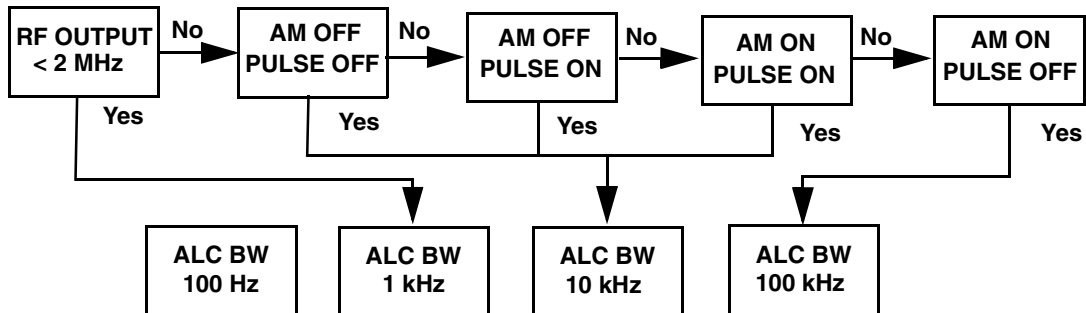 RF OUTPUT
< 2 MHz
No
AM OFF
PULSE OFF
No
AM OFF
PULSE ON
No
AM ON
PULSE ON
No
AM ON
PULSE OFF
Yes
Yes
Yes
Yes
Yes
ALC BW
100 Hz
ALC BW
1 kHz
ALC BW
10 kHz
ALC BW
100 kHz